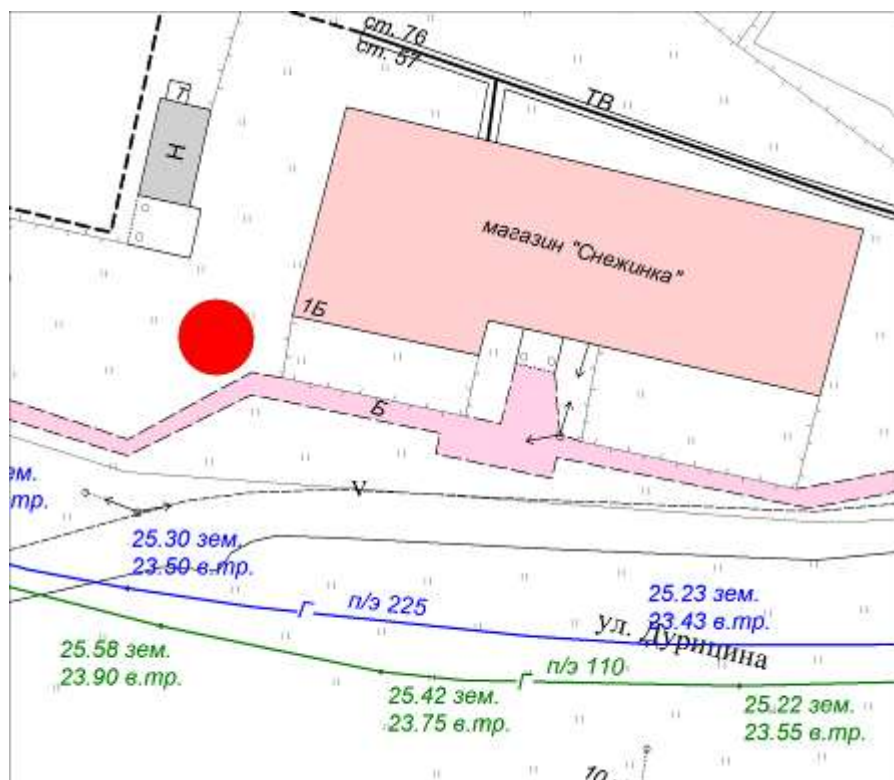 ст. 76
ст. 57
ТВ
Т
Н
магазин "Снежинка"
1Б
Б
V
25.30 зем.
23.50 в.тр.
Г
п/э 225
25.23 зем.
23.43 в.тр.
ул. Дурицина
п/э 110
Г
25.58 зем.
23.90 в.тр.
25.42 зем.
23.75 в.тр.
25.22 зем.
23.55 в.тр.
10